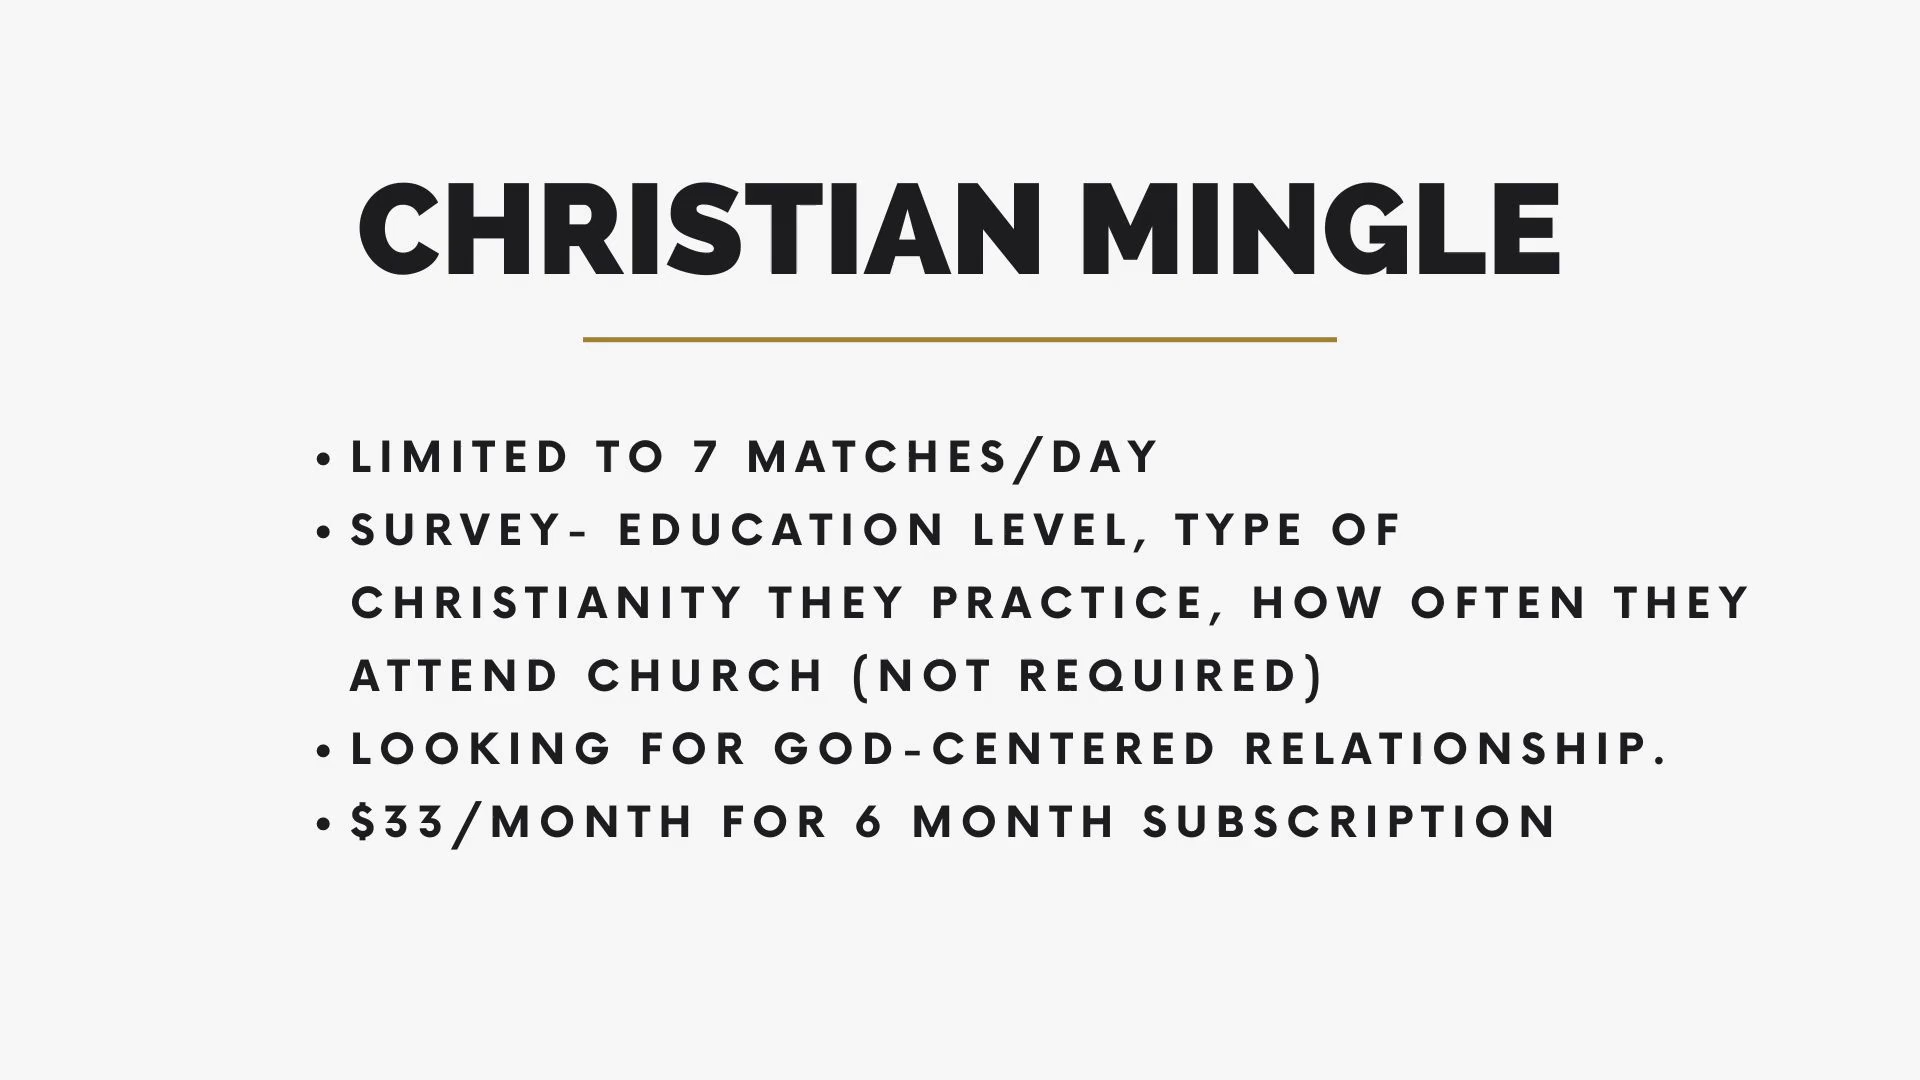 CHRISTIAN MINGLE
• LIMITED TO 7 MATCHES/DAY
• SURVEY- EDUCATION LEVEL, TYPE OF
CHRISTIANITY THEY PRACTICE, HOW OFTEN THEY
ATTEND CHURCH (NOT REQUIRED)
• LOOKING FOR GOD-CENTERED RELATIONSHIP.
• $33/MONTH FOR 6 MONTH SUBSCRIPTION